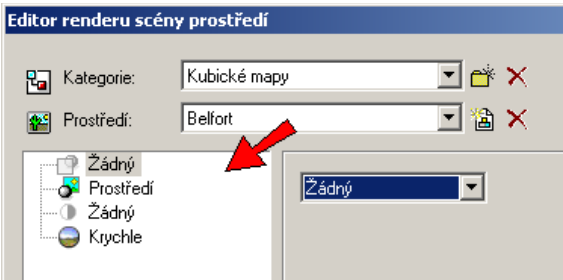 Editor renderu scény prostředí
Kategorie: Kubické mapy
Prostředí: Belfort
Žádný
Prostředí
Žádný
Krychle
Žádný